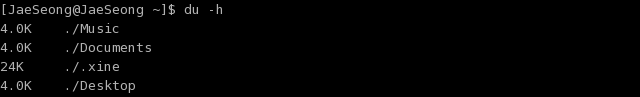 [JaeSeong@JaeSeong ~]$ du -h
4.0K    ./Music
4.0K    ./Documents
24K     ./.xine
4.0K    ./Desktop